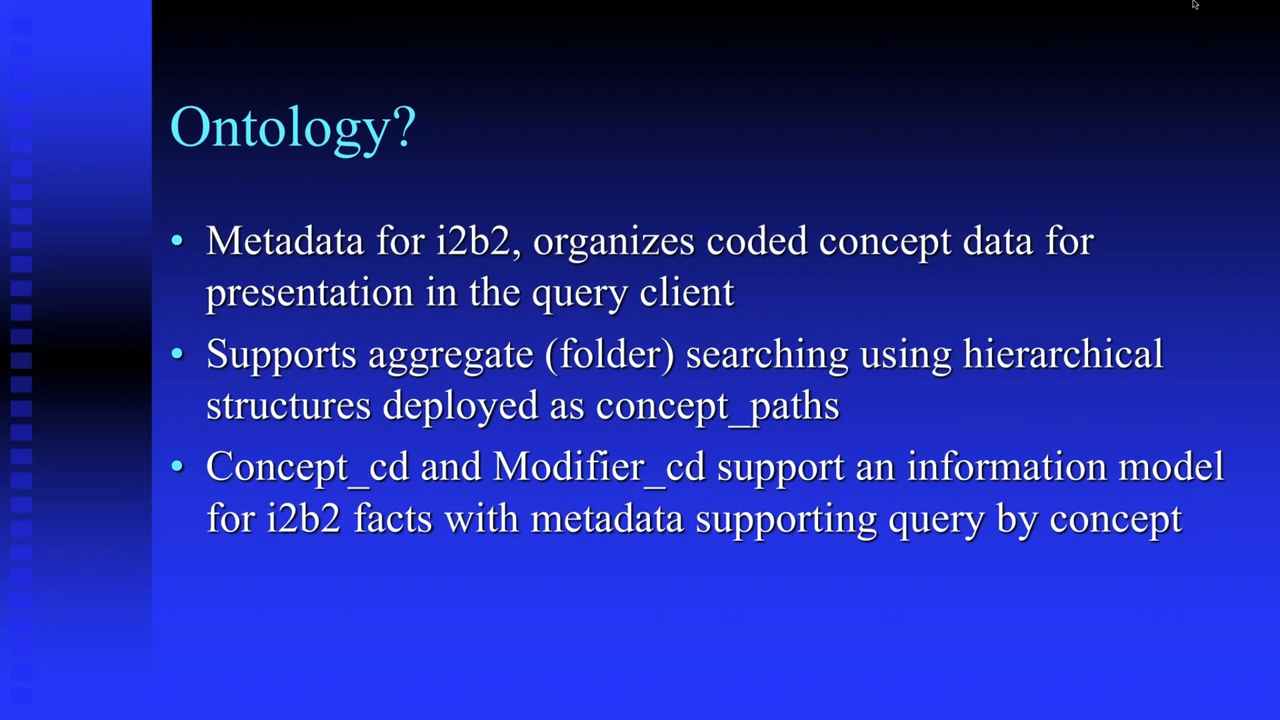 Ontology?
• Metadata for i2b2, organizes coded concept data for
presentation in the query client
• Supports aggregate (folder) searching using hierarchical
structures deployed as concept_paths
• Concept_cd and Modifier_cd support an information model
for i2b2 facts with metadata supporting query by concept